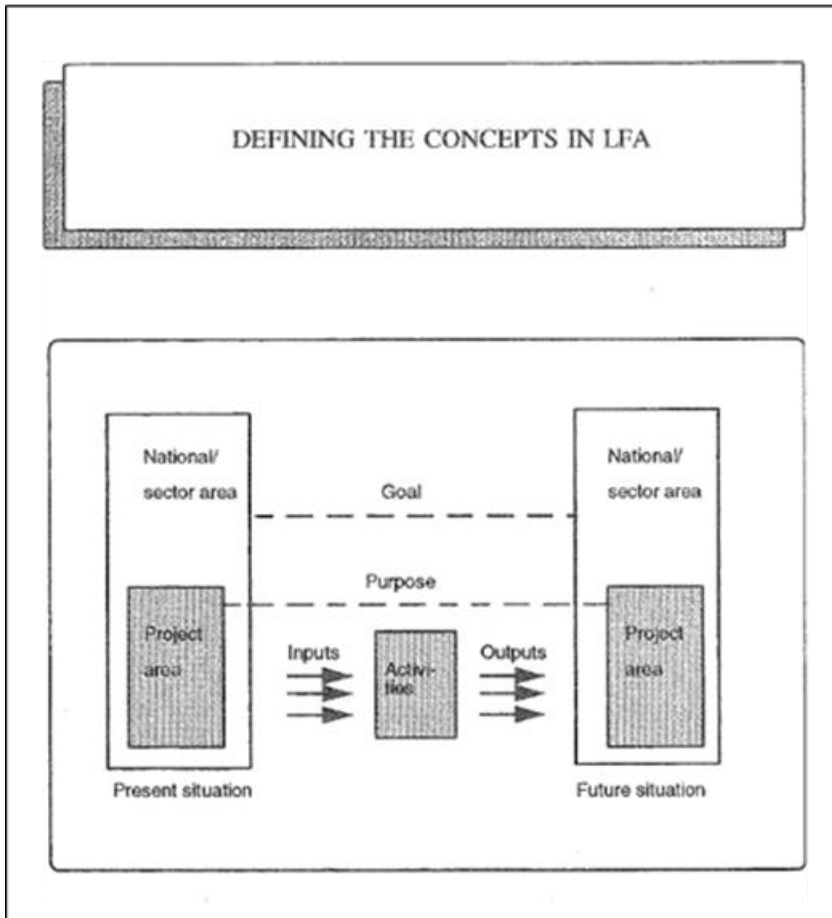 DEFINING THE CONCEPTS IN LFA
National/
sector area
Goal
National/
sector area
Purpose
Project
area
Inputs
Activi-
ties
Outputs
Project
area
Present situation
Future situation